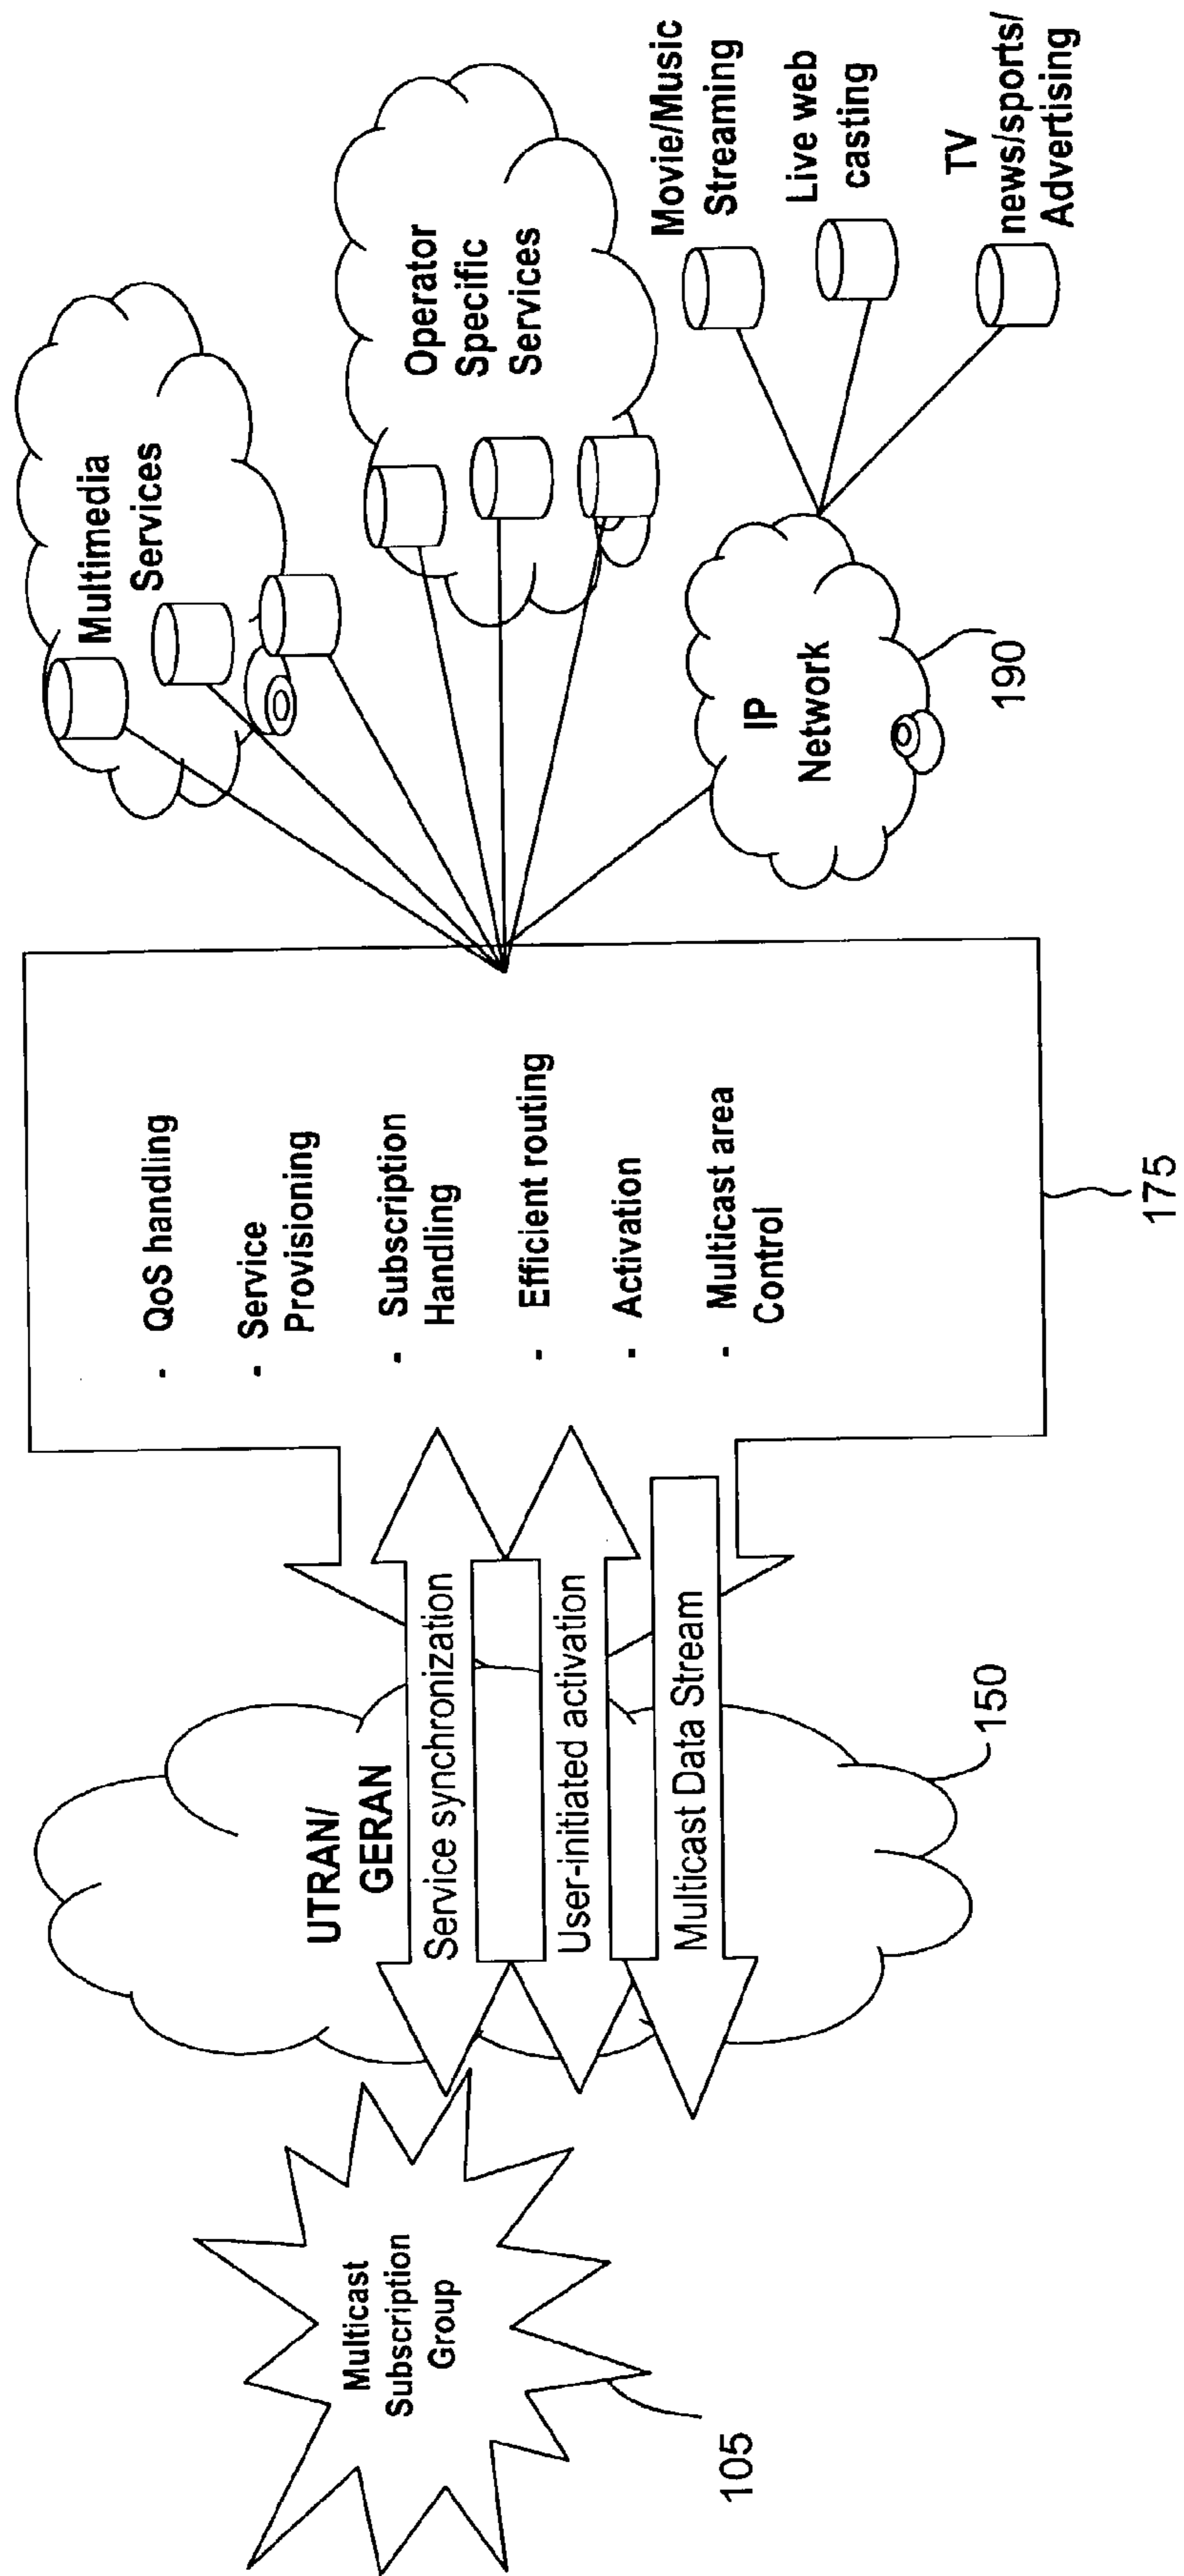 Multicast
Subscription
Group
105
UTRAN/
GERAN
Service synchronization
User-initiated activation
Multicast Data Stream
150
- QoS handling
- Service
Provisioning
- Subscription
Handling
- Efficient routing
- Activation
- Multicast area
Control
175
Multimedia
Services
Operator
Specific
Services
IP
Network
190
Movie/Music
Streaming
Live web
casting
TV
news/sports/
Advertising